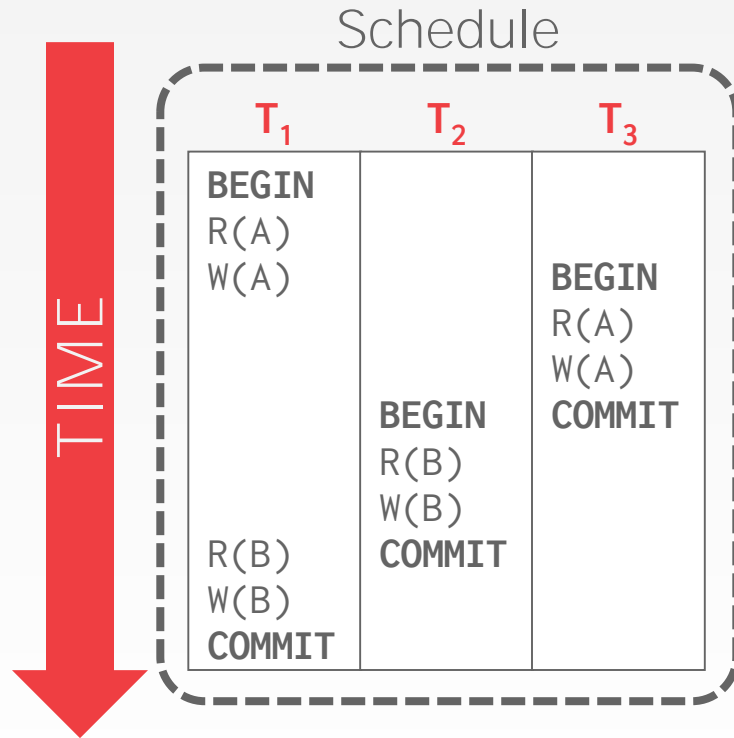 Schedule
TIME
T₁ T₂ T₃
BEGIN
R(A)
W(A) BEGIN
R(A)
W(A)
BEGIN COMMIT
R(B)
W(B)
R(B) COMMIT
W(B)
COMMIT